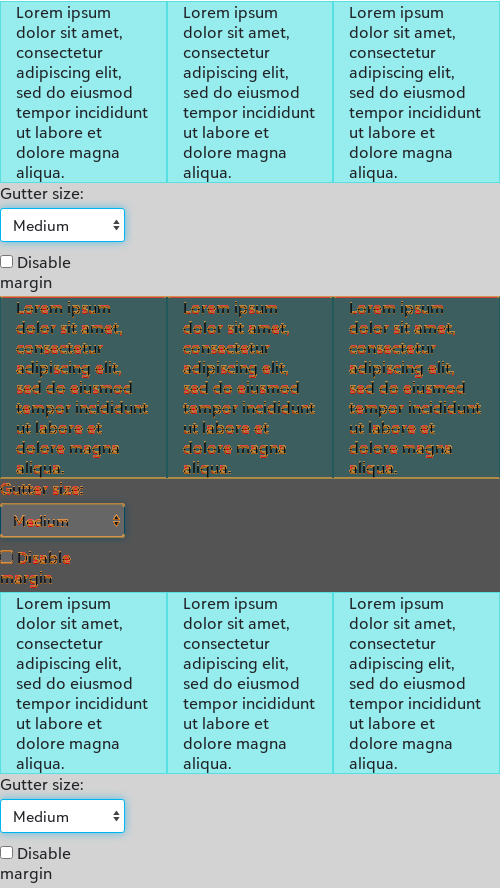 Lorem ipsum
dolor sit amet,
consectetur
adipiscing elit,
sed do eiusmod
tempor incididunt
ut labore et
dolore magna
aliqua.
Lorem ipsum
dolor sit amet,
consectetur
adipiscing elit,
sed do eiusmod
tempor incididunt
ut labore et
dolore magna
aliqua.
Lorem ipsum
dolor sit amet,
consectetur
adipiscing elit,
sed do eiusmod
tempor incididunt
ut labore et
dolore magna
aliqua.
Gutter size:
Medium
Disable
margin
Lorem ipsum
dolor sit amet,
consectetur
adipiscing elit,
sed do eiusmod
tempor incididunt
ut labore et
dolore magna
aliqua.
Lorem ipsum
dolor sit amet,
consectetur
adipiscing elit,
sed do eiusmod
tempor incididunt
ut labore et
dolore magna
aliqua.
Lorem ipsum
dolor sit amet,
consectetur
adipiscing elit,
sed do eiusmod
tempor incididunt
ut labore et
dolore magna
aliqua.
Gutter size:
Medium
Disable
margin
Lorem ipsum
dolor sit amet,
consectetur
adipiscing elit,
sed do eiusmod
tempor incididunt
ut labore et
dolore magna
aliqua.
Lorem ipsum
dolor sit amet,
consectetur
adipiscing elit,
sed do eiusmod
tempor incididunt
ut labore et
dolore magna
aliqua.
Lorem ipsum
dolor sit amet,
consectetur
adipiscing elit,
sed do eiusmod
tempor incididunt
ut labore et
dolore magna
aliqua.
Gutter size:
Medium
Disable
margin